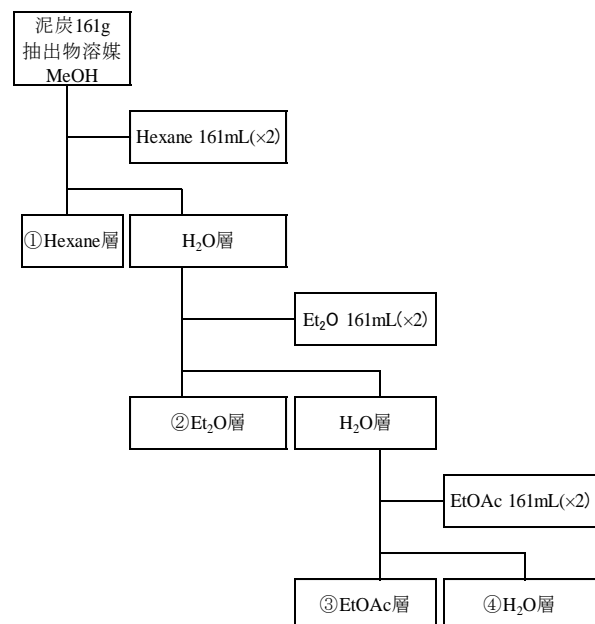 泥炭161g
抽出物溶媒
MeOH
Hexane 161mL(×2)
①Hexane層
H₂O層
Et₂O 161mL(×2)
②Et₂O層
H₂O層
EtOAc 161mL(×2)
③EtOAc層
④H₂O層